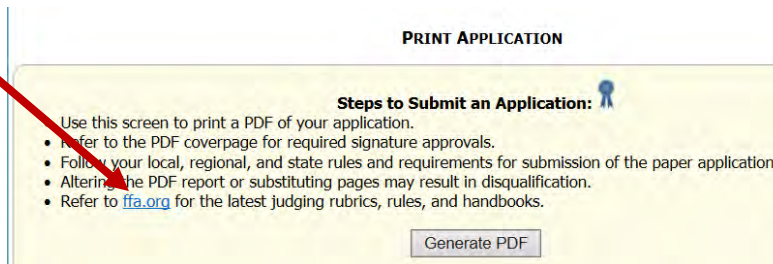 PRINT APPLICATION
Steps to Submit an Application:
Use this screen to print a PDF of your application.
• Refer to the PDF coverpage for required signature approvals.
• Follow your local, regional, and state rules and requirements for submission of the paper application
• Altering the PDF report or substituting pages may result in disqualification.
• Refer to ffa.org for the latest judging rubrics, rules, and handbooks.
Generate PDF